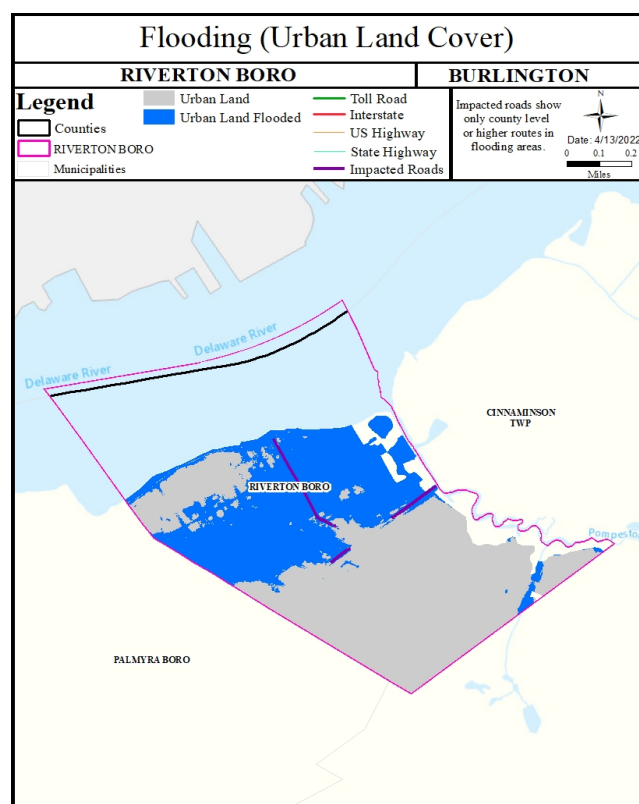 Flooding (Urban Land Cover)
RIVERTON BORO
BURLINGTON
Legend
Counties
RIVERTON BORO
Municipalities
Urban Land
Urban Land Flooded
Toll Road
Interstate
US Highway
State Highway
Impacted Roads
Impacted roads show
only county level
or higher routes in
flooding areas.
N
Date: 4/13/2022
0 0.1 0.2
Miles
Delaware River
Delaware River
CINNAMINSON
TWP
RIVERTON BORO
Pompeston
PALMYRA BORO